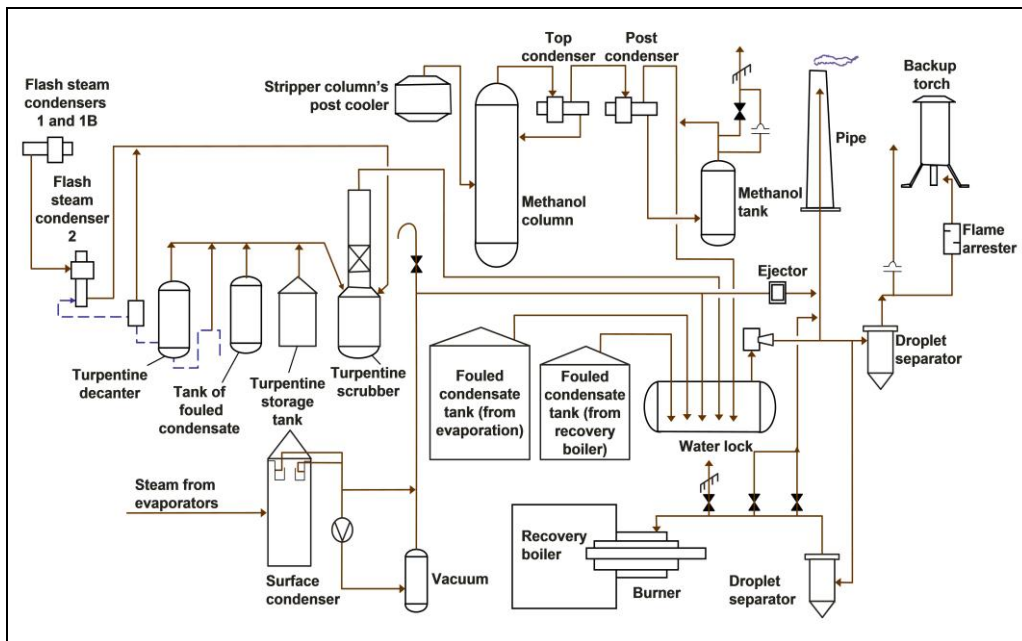 Top
condenser
Post
condenser
Backup
torch
Flash steam
condensers
1 and 1B
Stripper column's
post cooler
Pipe
Flash
steam
condenser
2
Methanol
column
Methanol
tank
Flame
arrester
Ejector
Turpentine
decanter
Tank of
fouled
condensate
Turpentine
storage
tank
Turpentine
scrubber
Fouled
condensate
tank (from
evaporation)
Fouled
condensate
tank (from
recovery
boiler)
Water lock
Droplet
separator
Steam from
evaporators
Surface
condenser
Vacuum
Recovery
boiler
Burner
Droplet
separator